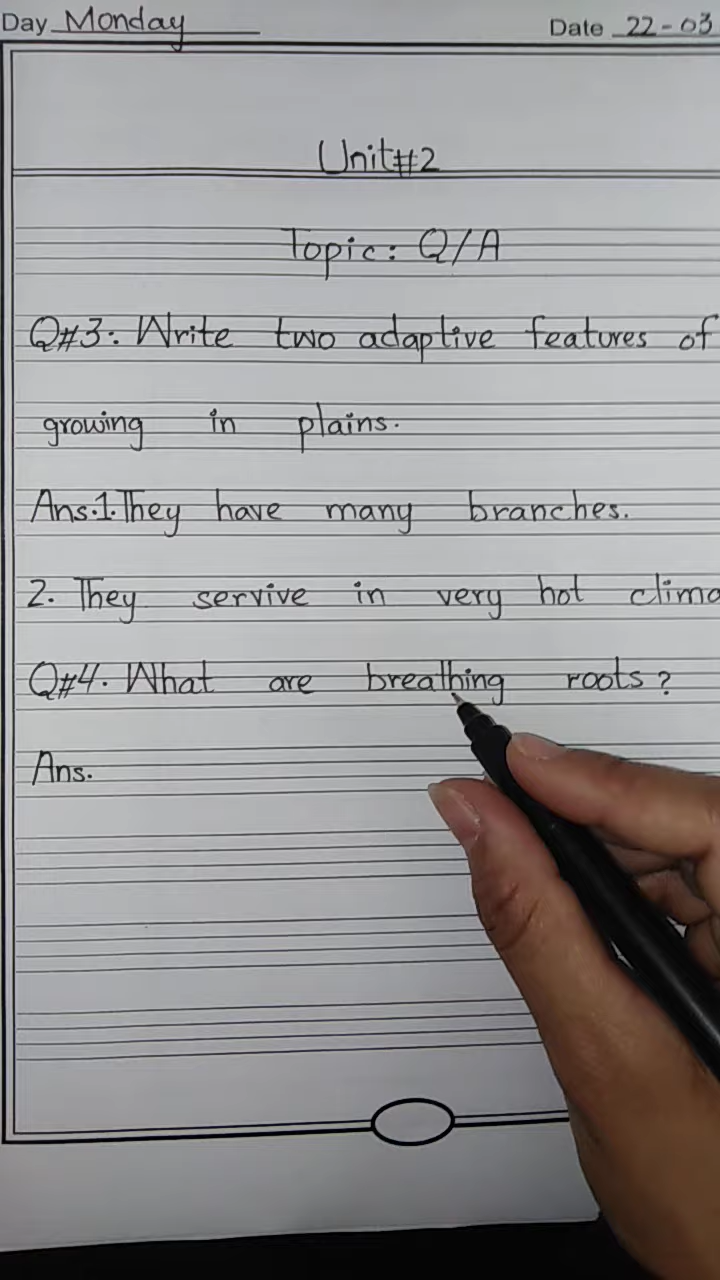 Day Monday Date 22-03
Unit#2
Topic: Q/A
Q#3: Write two adaptive features of
growing in plains.
Ans.1.They have many branches.
2. They servive in very hot clima
Q#4. What are breathing roots?
Ans.